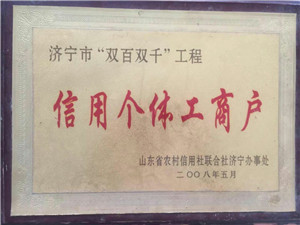 济宁市“双百双千”工程
信用个体工商户
山东省农村信用社联合社济宁办事处
二〇〇八年五月